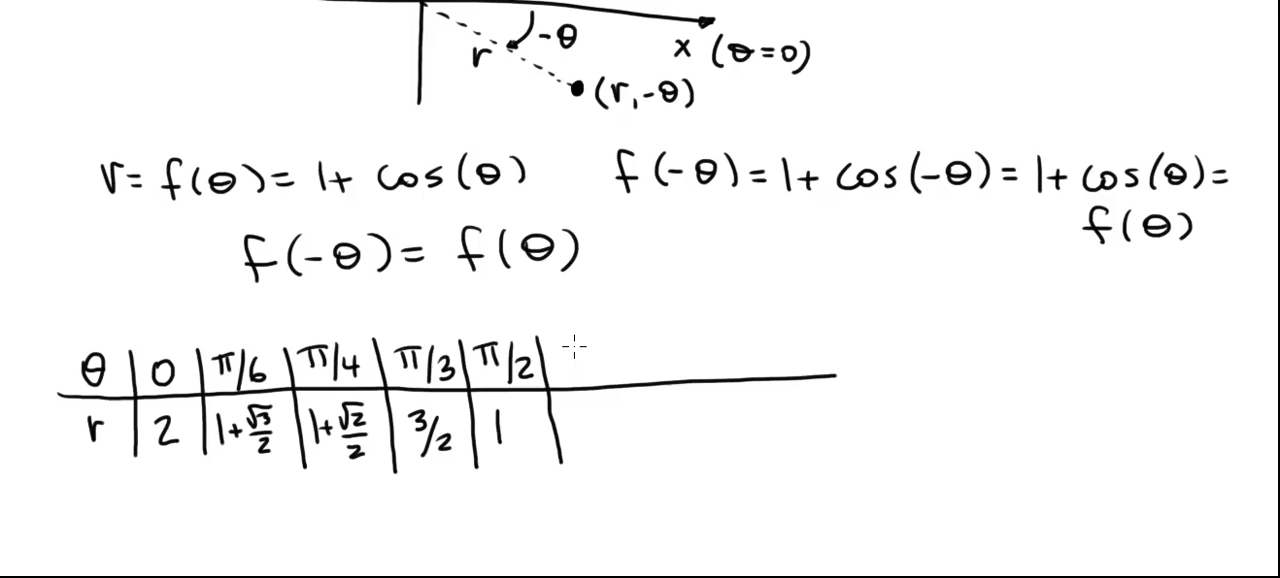 -θ
r
x (θ=0)
(r,-θ)
r= f(θ)= 1+ cos(θ) f(-θ)= 1+ cos(-θ)= 1+ cos(θ)=
f(θ)
f(-θ)= f(θ)
θ | 0 | π/6 | π/4 | π/3 | π/2 |
r | 2 | 1+√3/2 | 1+√2/2 | 3/2 | 1 |